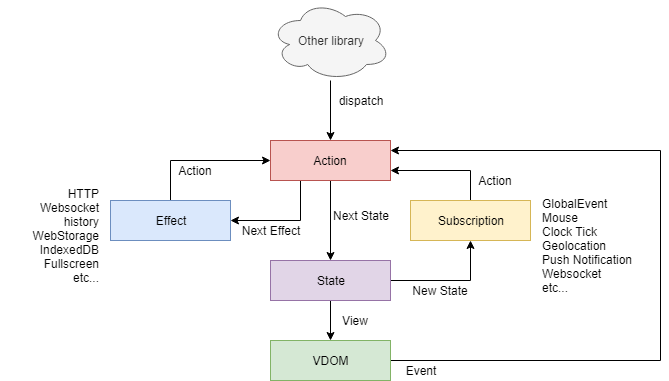 Other library
dispatch
Action
Action
Action
HTTP
Websocket
history
WebStorage
IndexedDB
Fullscreen
etc...
Effect
Next Effect
Next State
Subscription
GlobalEvent
Mouse
Clock Tick
Geolocation
Push Notification
Websocket
etc...
State
New State
View
VDOM
Event